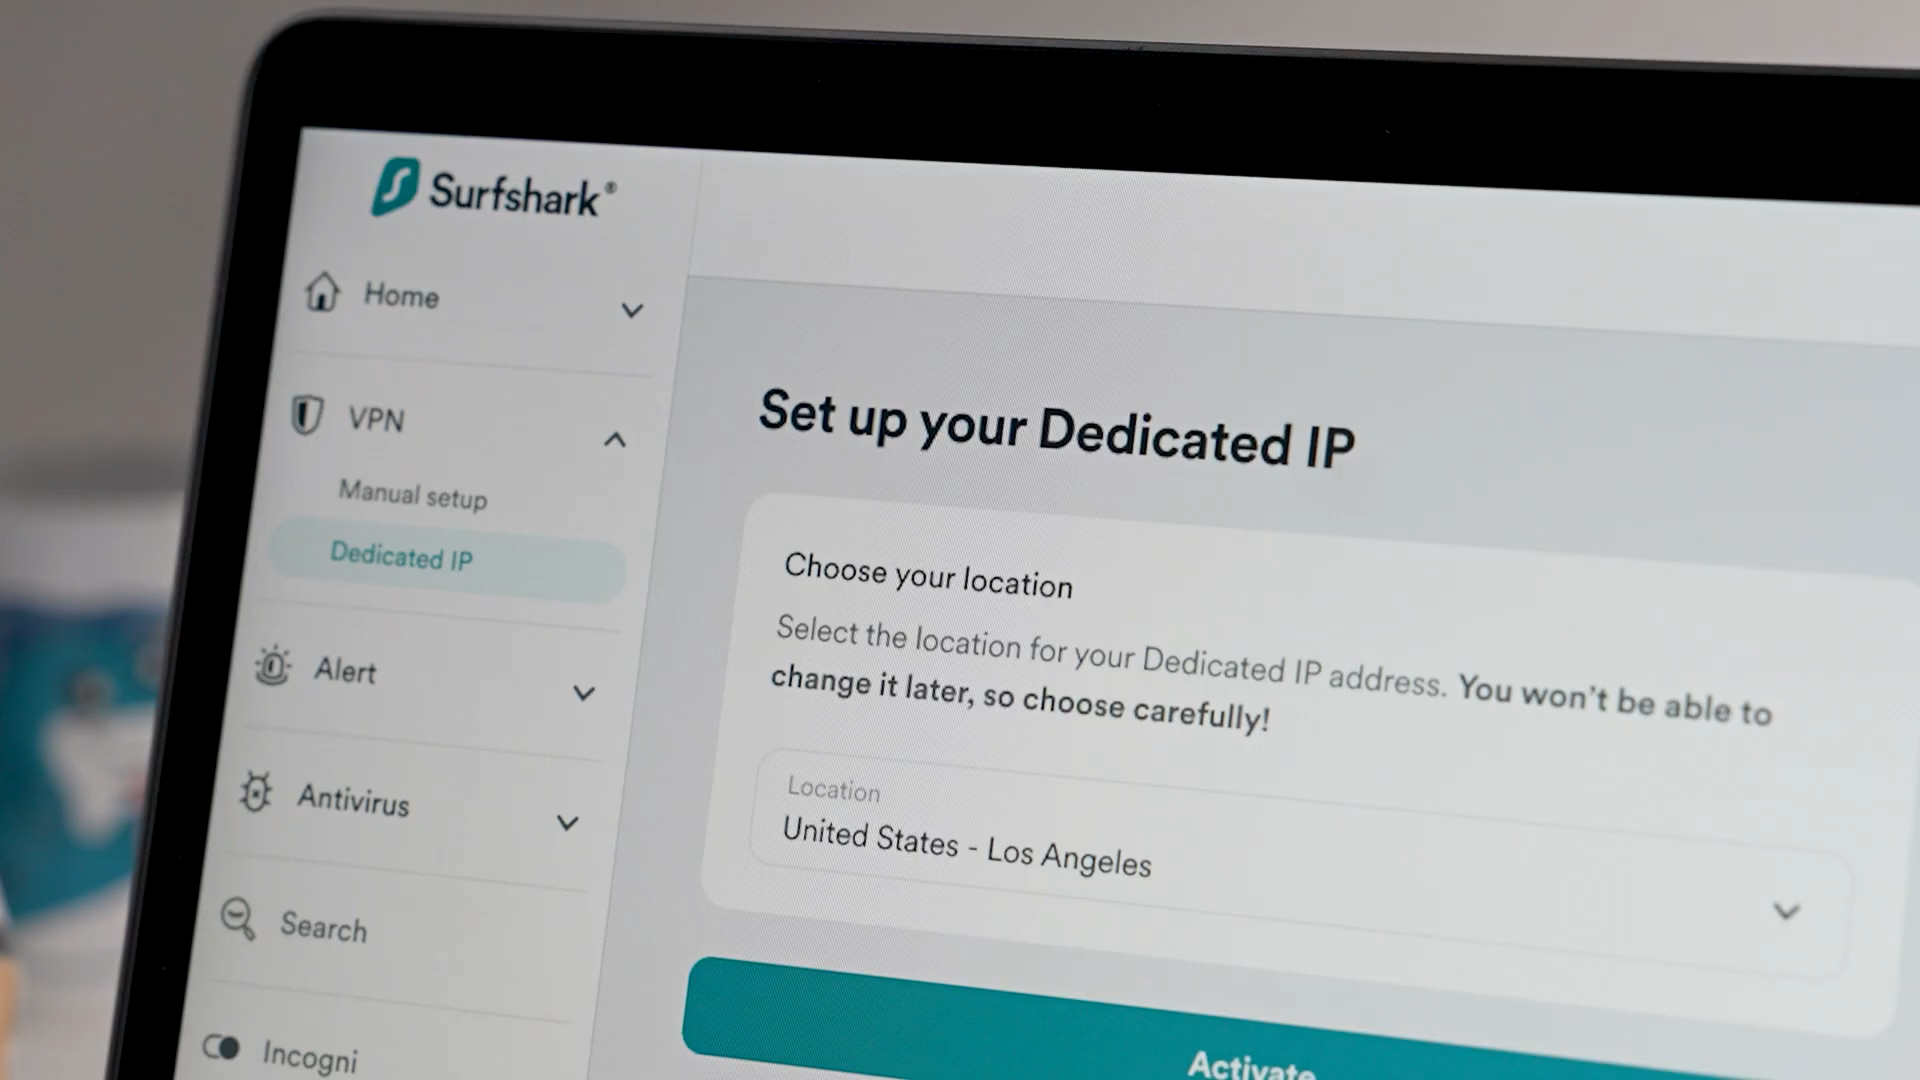 Surfshark®
Home
VPN
Manual setup
Dedicated IP
Alert
Antivirus
Search
Incogni
Set up your Dedicated IP
Choose your location
Select the location for your Dedicated IP address. You won't be able to
change it later, so choose carefully!
Location
United States - Los Angeles
Activate